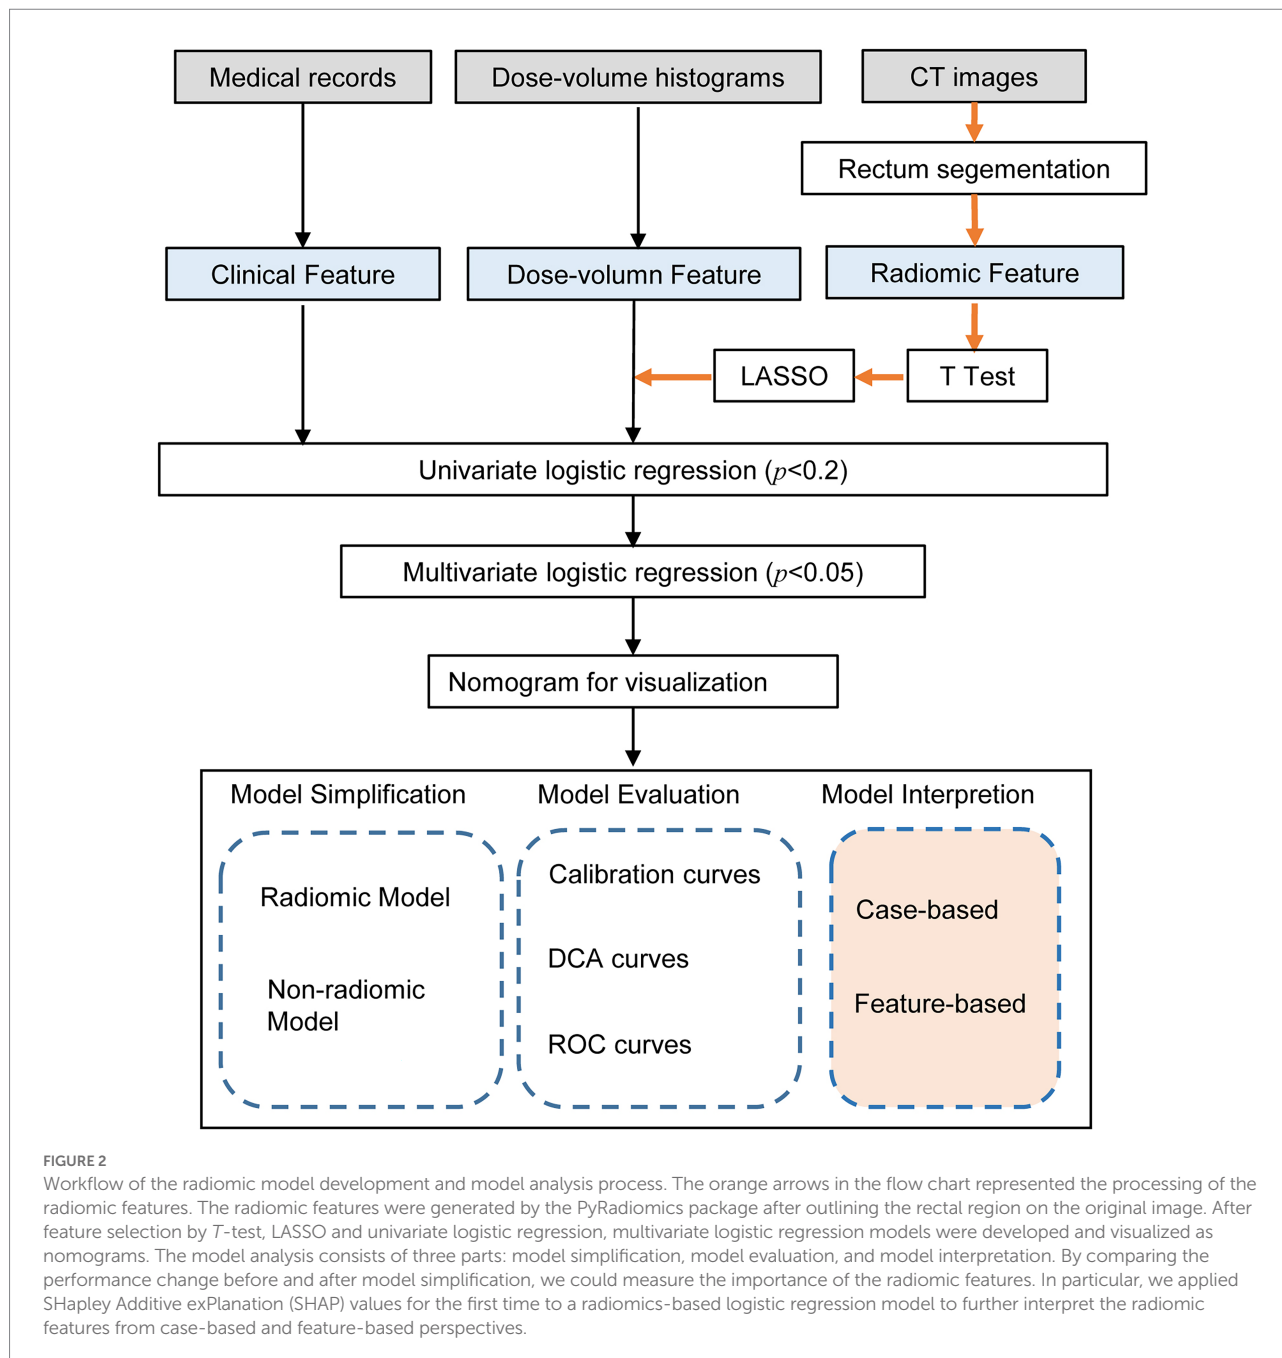 Medical records
Dose-volume histograms
CT images
Rectum segementation
Clinical Feature
Dose-volumn Feature
Radiomic Feature
LASSO
T Test
Univariate logistic regression (p<0.2)
Multivariate logistic regression (p<0.05)
Nomogram for visualization
Model Simplification
Radiomic Model
Non-radiomic
Model
Model Evaluation
Calibration curves
DCA curves
ROC curves
Model Interpretion
Case-based
Feature-based
FIGURE 2
Workflow of the radiomic model development and model analysis process. The orange arrows in the flow chart represented the processing of the
radiomic features. The radiomic features were generated by the PyRadiomics package after outlining the rectal region on the original image. After
feature selection by T-test, LASSO and univariate logistic regression, multivariate logistic regression models were developed and visualized as
nomograms. The model analysis consists of three parts: model simplification, model evaluation, and model interpretation. By comparing the
performance change before and after model simplification, we could measure the importance of the radiomic features. In particular, we applied
SHapley Additive exPlanation (SHAP) values for the first time to a radiomics-based logistic regression model to further interpret the radiomic
features from case-based and feature-based perspectives.